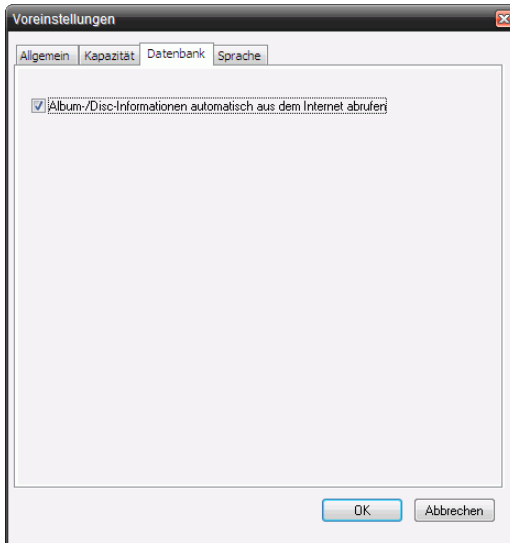 Voreinstellungen
Allgemein Kapazität Datenbank Sprache
Album-/Disc-Informationen automatisch aus dem Internet abrufen
OK Abbrechen